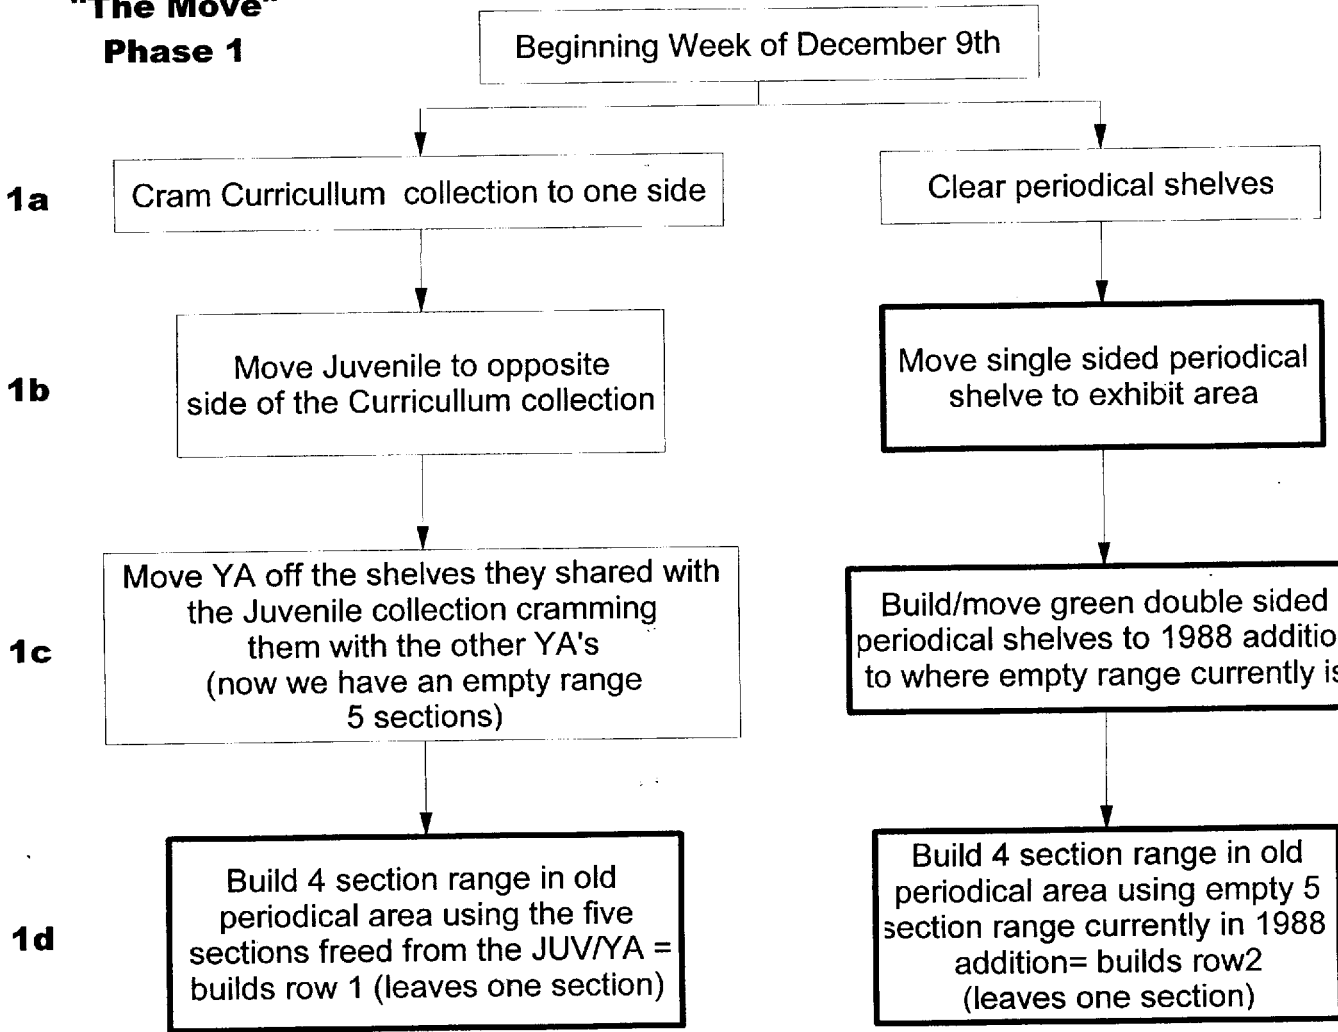 "The Move"
Phase 1
Beginning Week of December 9th
1a
Cram Curricullum collection to one side
Clear periodical shelves
1b
Move Juvenile to opposite
side of the Curricullum collection
Move single sided periodical
shelve to exhibit area
1c
Move YA off the shelves they shared with
the Juvenile collection cramming
them with the other YA's
(now we have an empty range
5 sections)
Build/move green double sided
periodical shelves to 1988 additio
to where empty range currently is
1d
Build 4 section range in old
periodical area using the five
sections freed from the JUV/YA =
builds row 1 (leaves one section)
Build 4 section range in old
periodical area using empty 5
section range currently in 1988
addition= builds row2
(leaves one section)